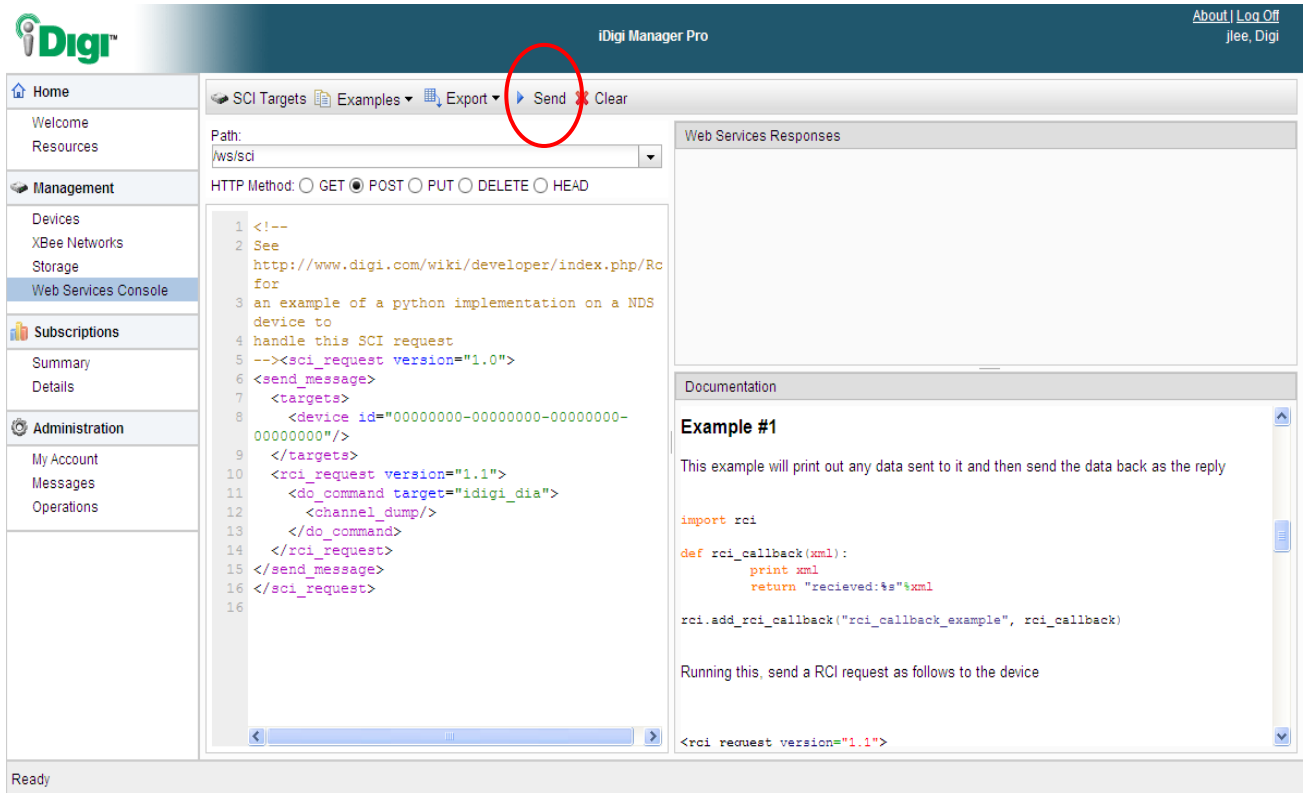 iDigi™
iDigi Manager Pro
About | Log Off
jlee, Digi
Home
Welcome
Resources
Management
Devices
XBee Networks
Storage
Web Services Console
Subscriptions
Summary
Details
Administration
My Account
Messages
Operations
SCI Targets Examples Export Send Clear
Path:
/ws/sci
HTTP Method: GET POST PUT DELETE HEAD
1 <!--
2 See
http://www.digi.com/wiki/developer/index.php/Rc
for
3 an example of a python implementation on a NDS
device to
4 handle this SCI request
5 --><sci_request version="1.0">
6 <send_message>
7 <targets>
8 <device id="00000000-00000000-00000000-
00000000"/>
9 </targets>
10 <rci_request version="1.1">
11 <do_command target="idigi_dia">
12 <channel_dump/>
13 </do_command>
14 </rci_request>
15 </send_message>
16 </sci_request>
16
Web Services Responses
Documentation
Example #1
This example will print out any data sent to it and then send the data back as the reply
import rci
def rci_callback(xml):
print xml
return "recieved:%s"%xml
rci.add_rci_callback("rci_callback_example", rci_callback)
Running this, send a RCI request as follows to the device
<rci_request version="1.1">
Ready